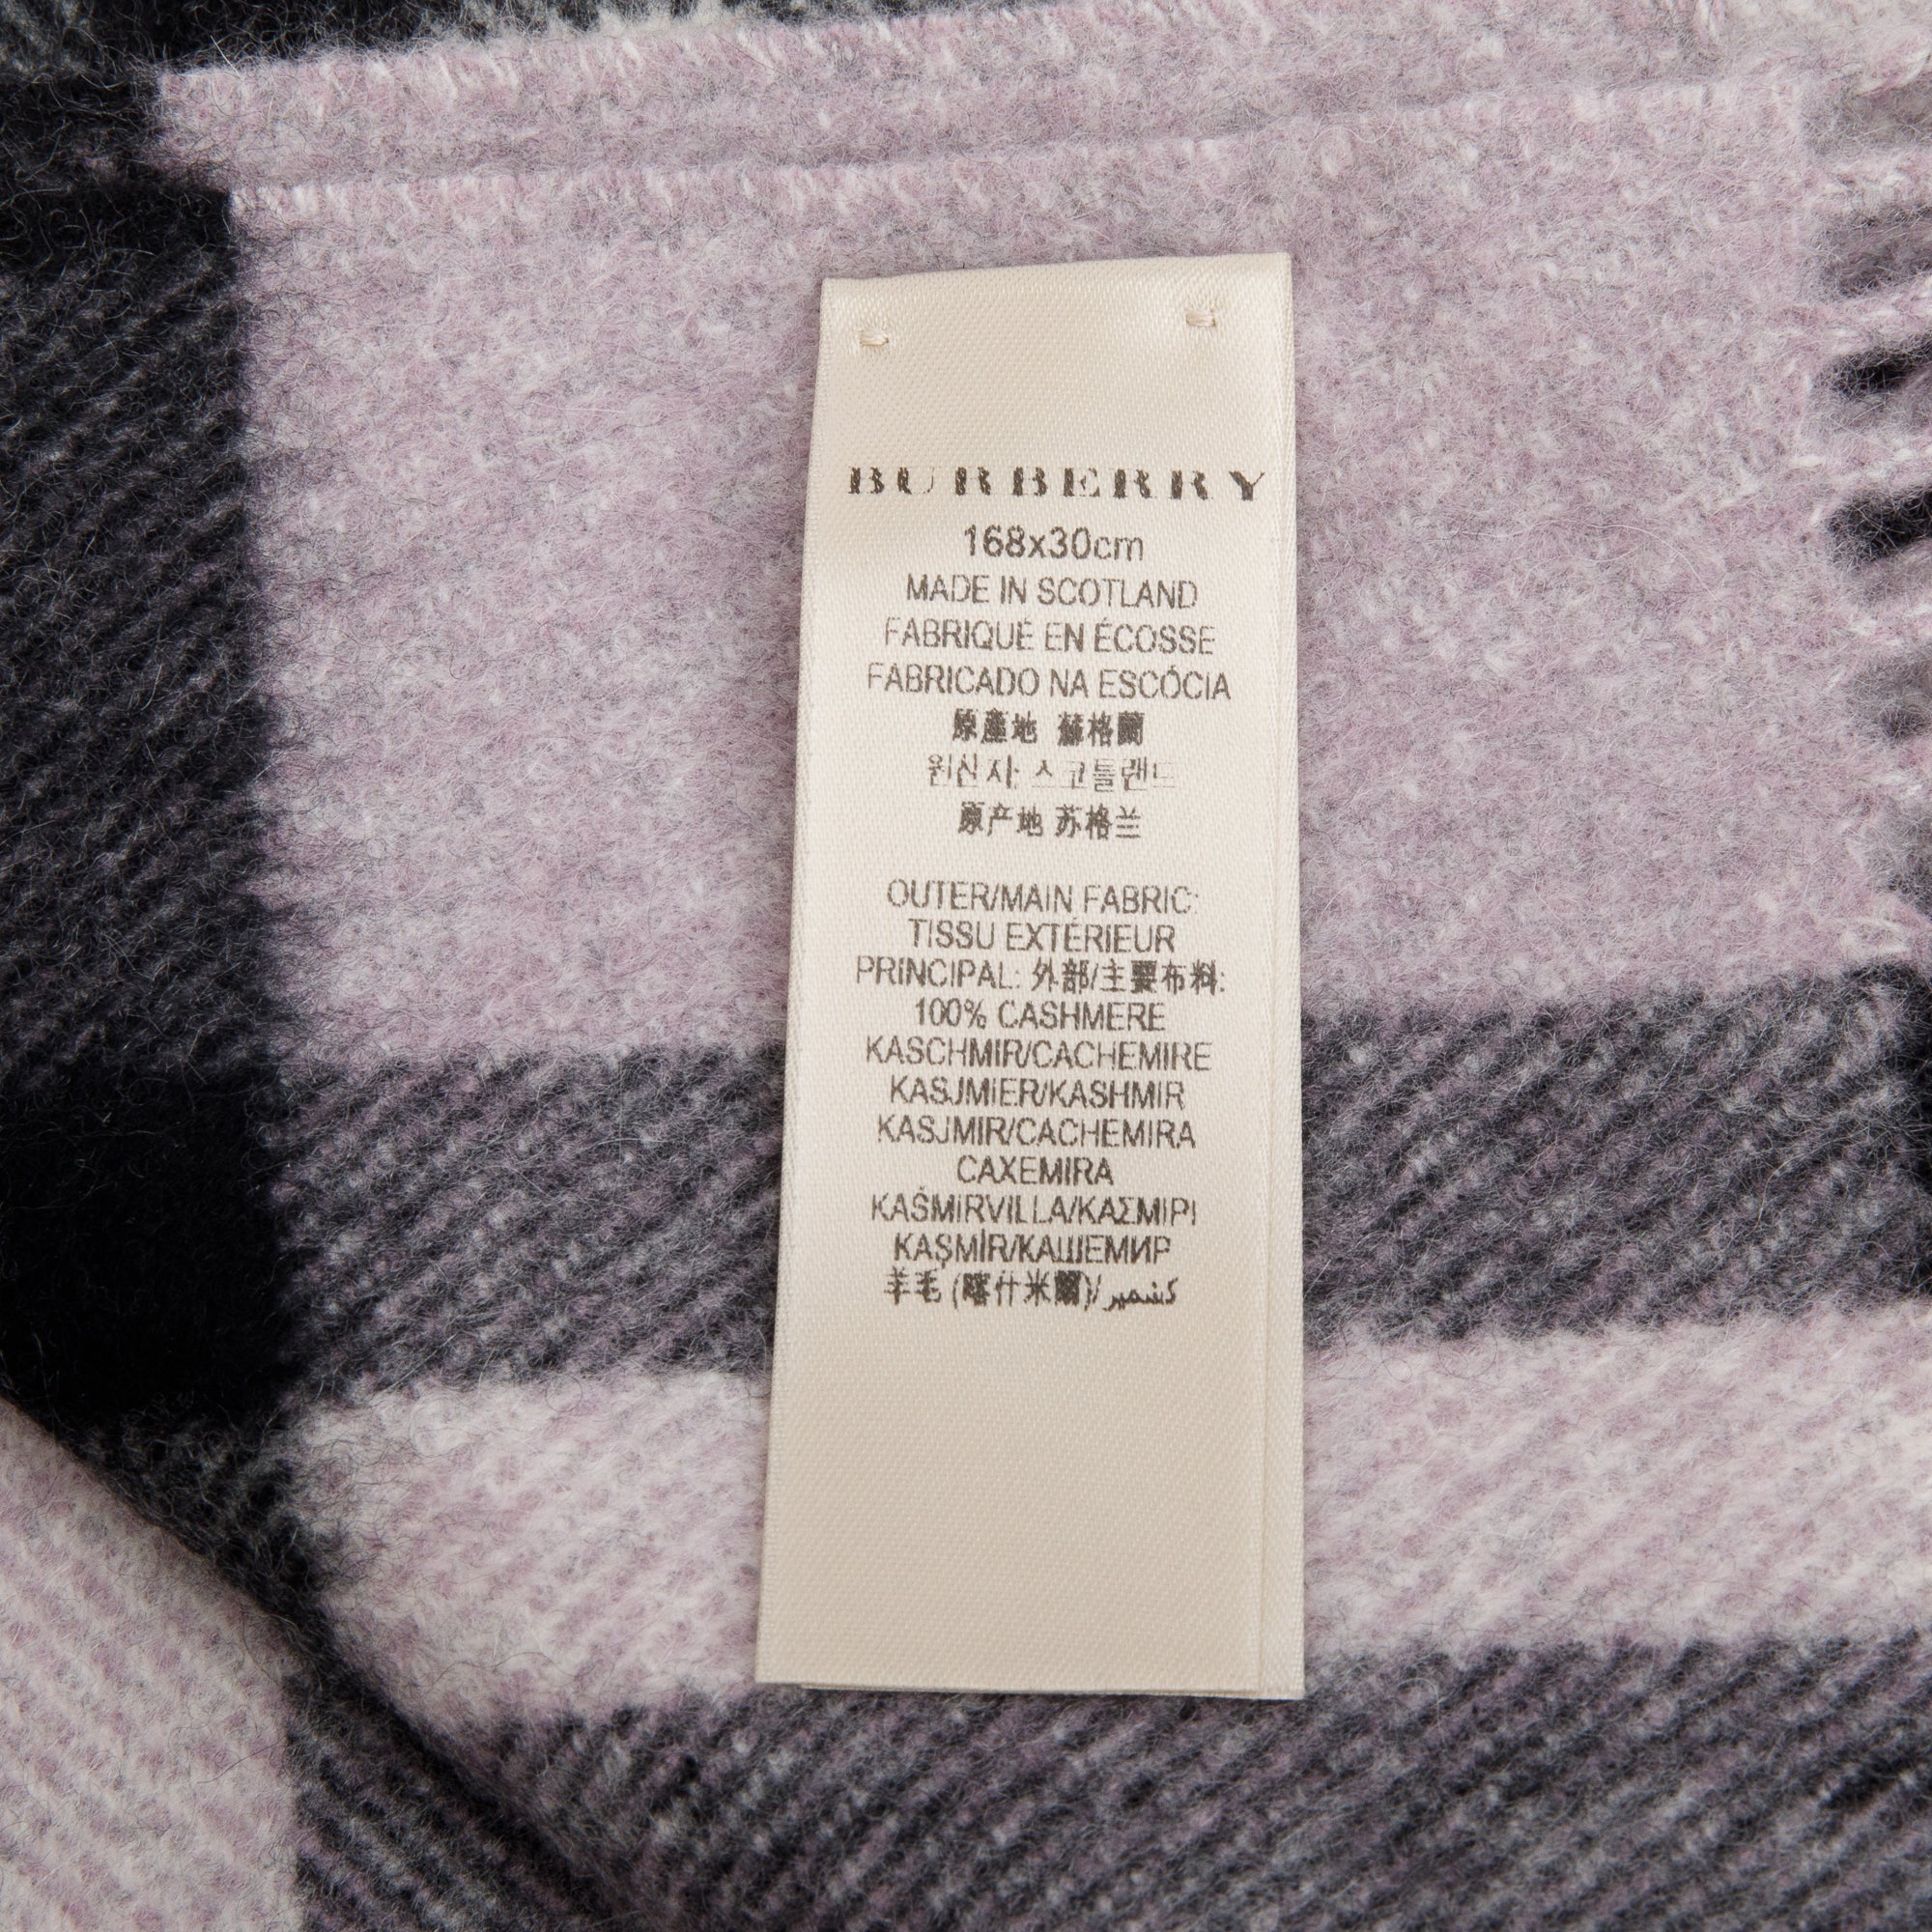 BURBERRY
168x30cm
MADE IN SCOTLAND
FABRIQUÉ EN ÉCOSSE
FABRICADO NA ESCÓCIA
原產地 蘇格蘭
원산지: 스코틀랜드
原产地 苏格兰
OUTER/MAIN FABRIC:
TISSU EXTÉRIEUR
PRINCIPAL: 外部/主要布料:
100% CASHMERE
KASCHMIR/CACHEMIRE
KASJMIER/KASHMIR
KASJMIR/CACHEMIRA
CAXEMIRA
KAŠMIRVILLA/ΚΑΣΜΙΡΙ
KAŞMİR/КАШЕМИР
羊毛 (喀什米爾)/كشمير